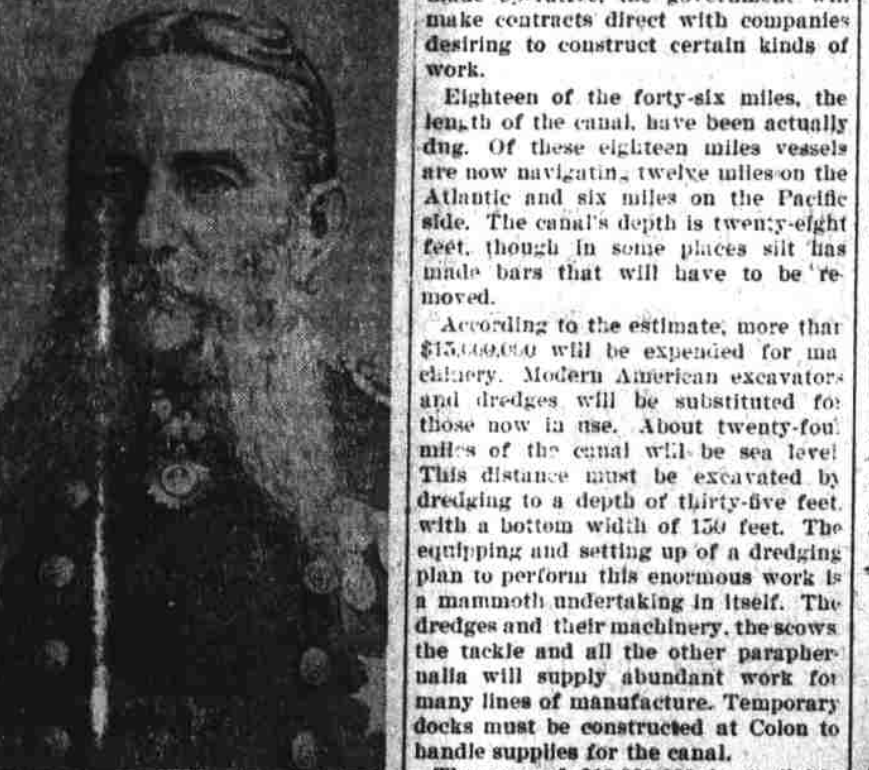 make contracts direct with companies
desiring to construct certain kinds of
work.
Eighteen of the forty-six miles, the
length of the canal, have been actually
dug. Of these eighteen miles vessels
are now navigatin, twelve miles on the
Atlantic and six miles on the Pacific
side. The canal's depth is twenty-eight
feet, though in some places silt has
made bars that will have to be re-
moved.
According to the estimate, more than
will be expended for ma
chinery. Modern American excavators
and dredges will be substituted for
those now in use. About twenty-four
miles of the canal will be sea level
This distance must be excavated by
dredging to a depth of thirty-five feet,
with a bottom width of 150 feet. The
equipping and setting up of a dredging
plan to perform this enormous work is
a mammoth undertaking in itself. The
dredges and their machinery, the scows
the tackle and all the other parapher-
nalia will supply abundant work for
many lines of manufacture. Temporary
docks must be constructed at Colon to
handle supplies for the canal.